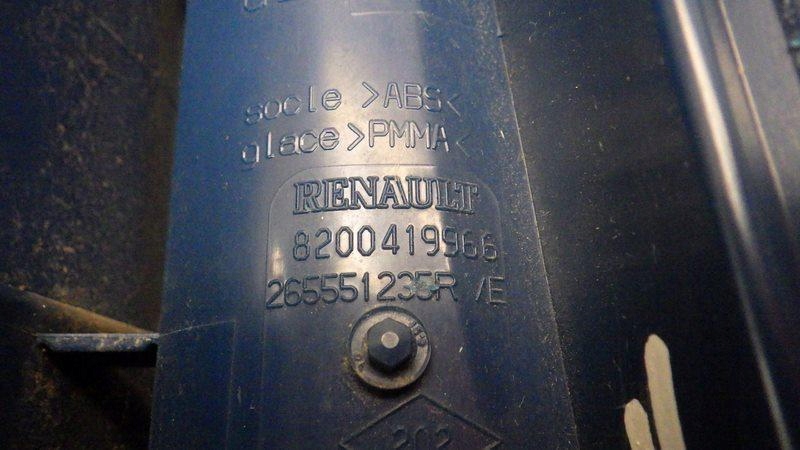 socle >ABS<
glace >PMMA<
RENAULT
8200419966
265551235R /E
202